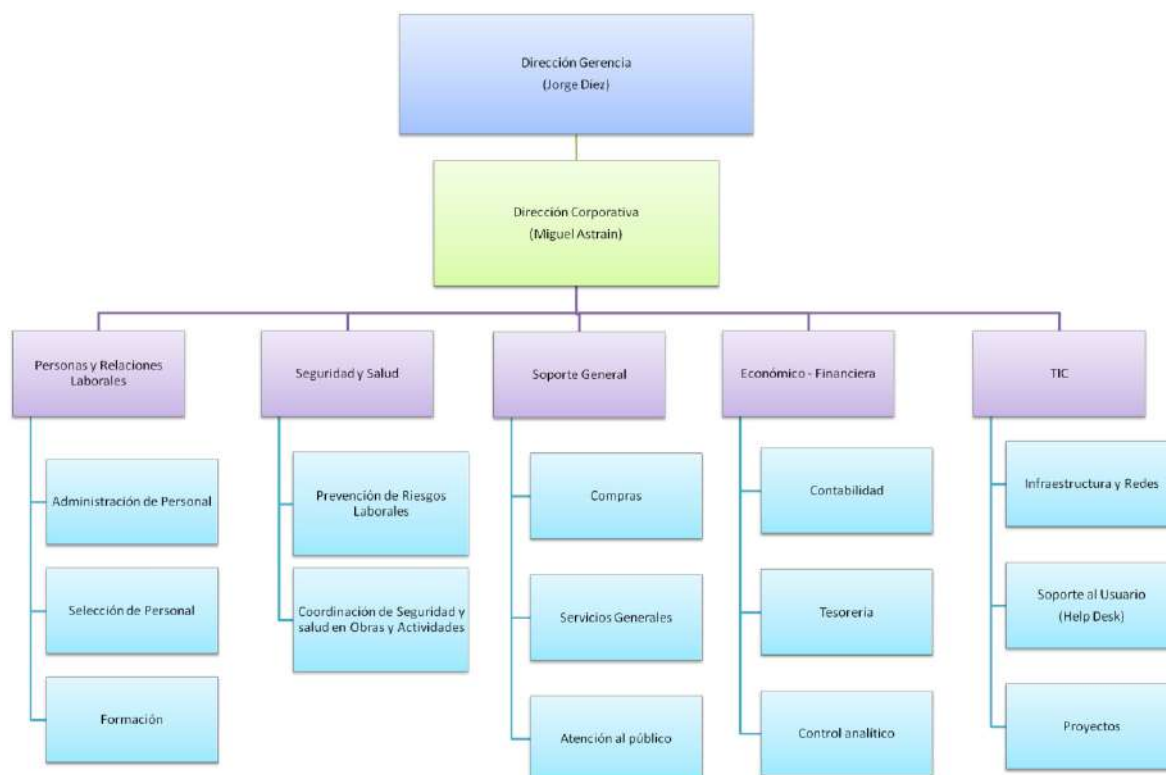 Dirección Gerencia
(Jorge Díez)
Dirección Corporativa
(Miguel Astrain)
Personas y Relaciones
Laborales
Seguridad y Salud
Soporte General
Económico - Financiera
TIC
Administración de Personal
Selección de Personal
Formación
Prevención de Riesgos
Laborales
Coordinación de Seguridad y
salud en Obras y Actividades
Compras
Servicios Generales
Atención al público
Contabilidad
Tesorería
Control analítico
Infraestructura y Redes
Soporte al Usuario
(Help Desk)
Proyectos